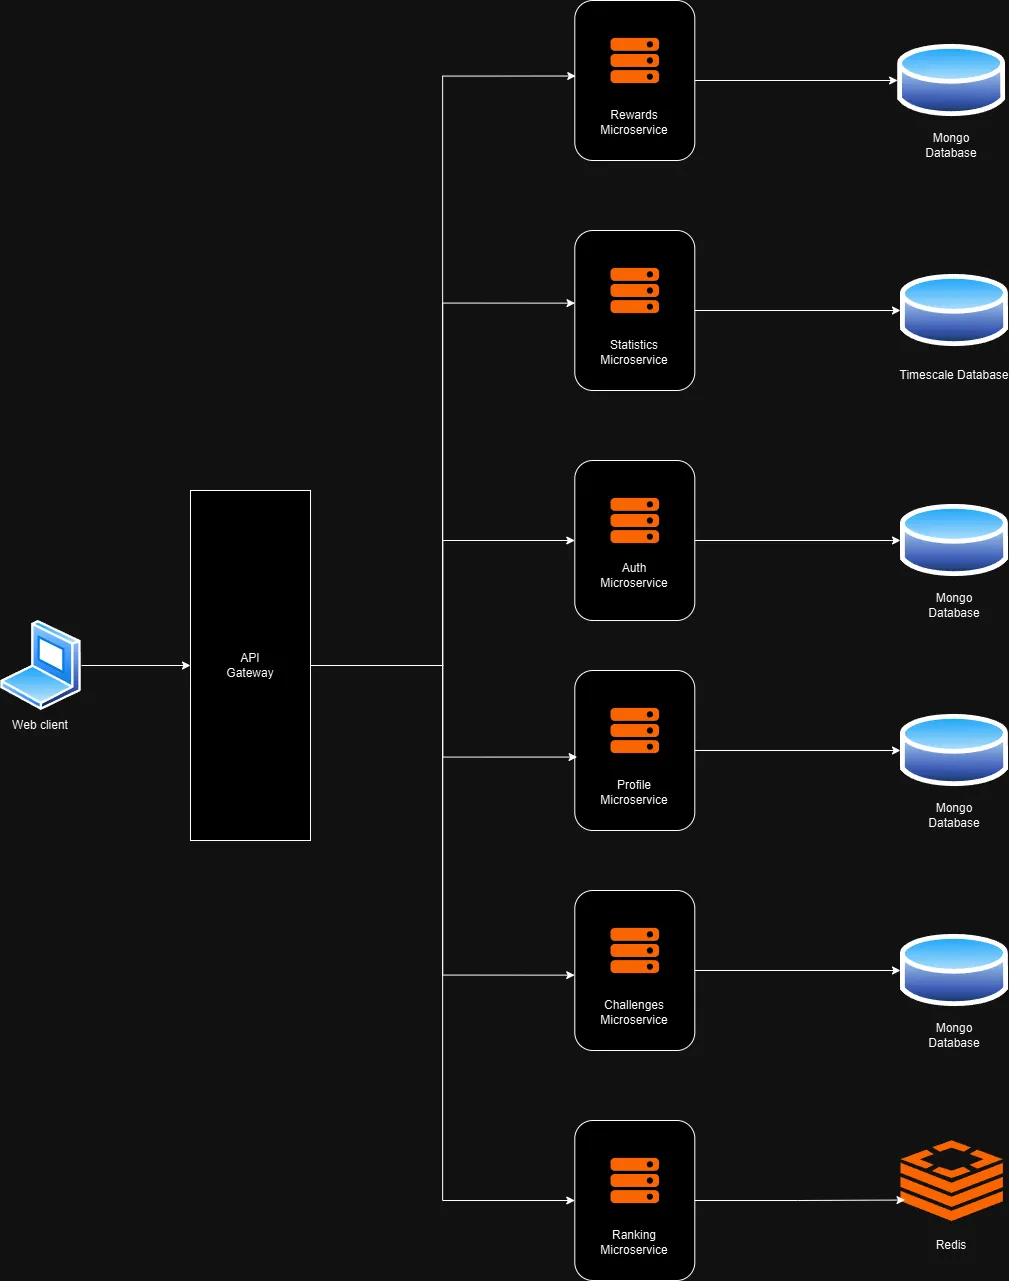 Rewards
Microservice
Mongo
Database
Statistics
Microservice
Timescale Database
Auth
Microservice
Mongo
Database
Web client
API
Gateway
Profile
Microservice
Mongo
Database
Challenges
Microservice
Mongo
Database
Ranking
Microservice
Redis